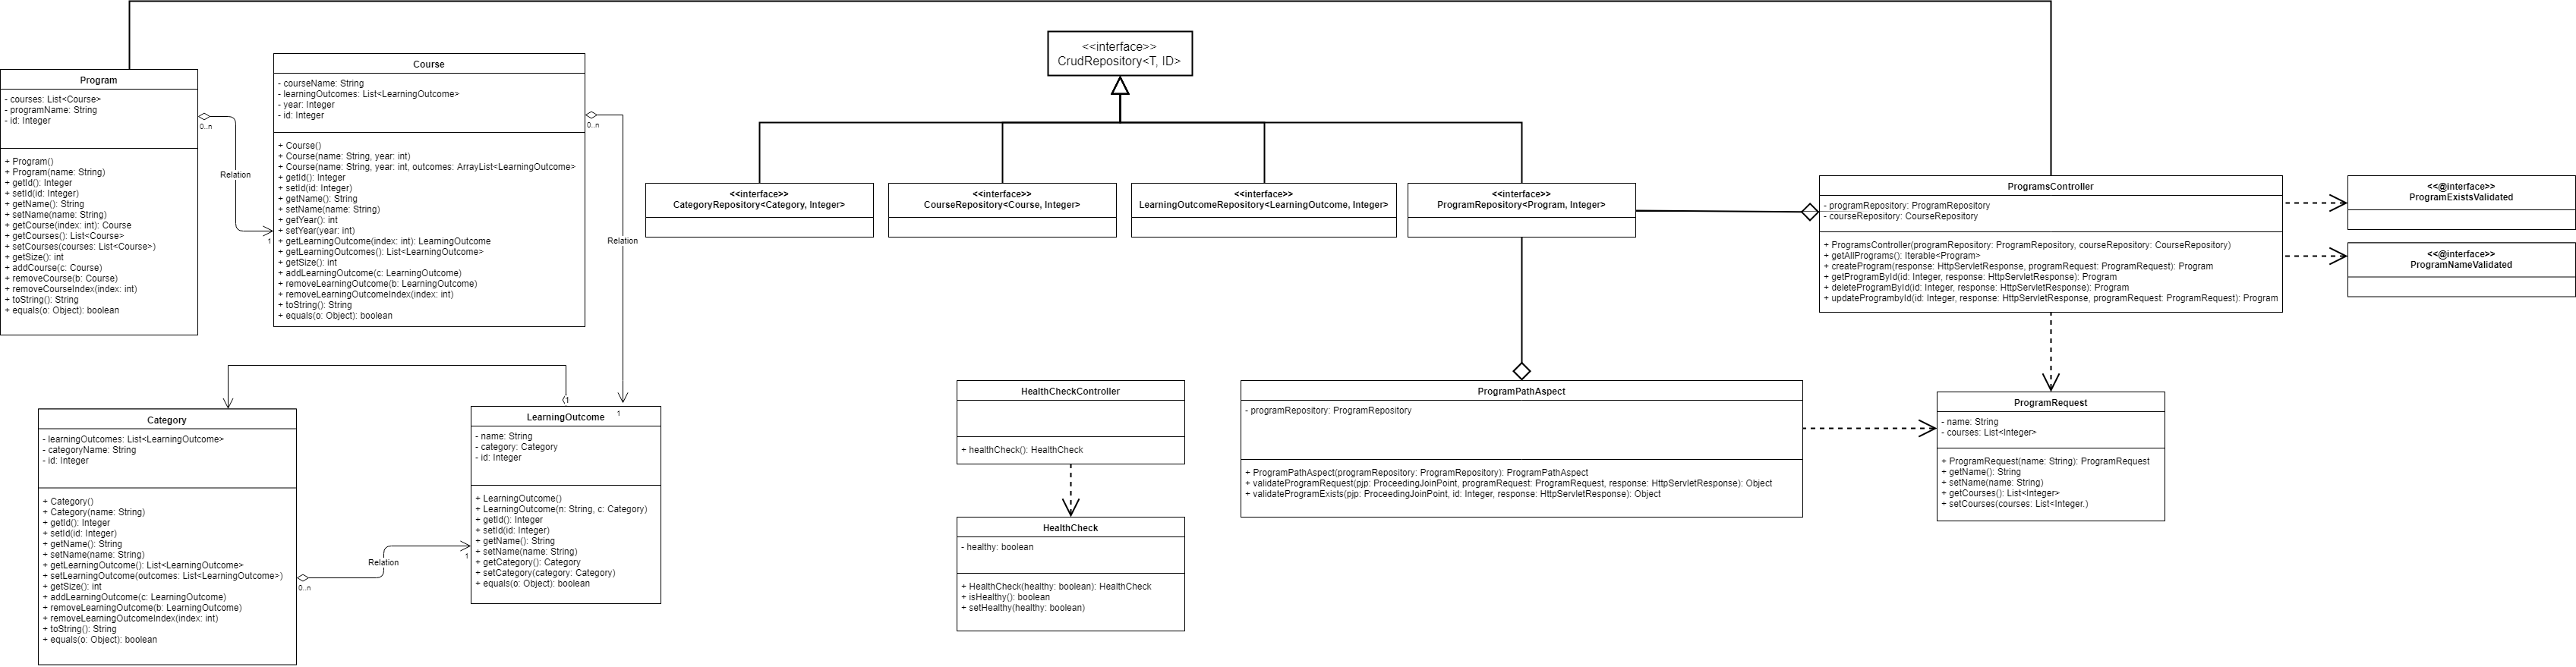 <<interface>>
CrudRepository<T, ID>
Program
- courses: List<Course>
- programName: String
- id: Integer
+ Program()
+ Program(name: String)
+ getId(): Integer
+ setId(id: Integer)
+ getName(): String
+ setName(name: String)
+ getCourse(index: int): Course
+ getCourses(): List<Course>
+ setCourses(courses: List<Course>)
+ getSize(): int
+ addCourse(c: Course)
+ removeCourse(b: Course)
+ removeCourseIndex(index: int)
+ toString(): String
+ equals(o: Object): boolean
0..n
Relation
1
Course
- courseName: String
- learningOutcomes: List<LearningOutcome>
- year: Integer
- id: Integer
+ Course()
+ Course(name: String, year: int)
+ Course(name: String, year: int, outcomes: ArrayList<LearningOutcome>
+ getId(): Integer
+ setId(id: Integer)
+ getName(): String
+ setName(name: String)
+ getYear(): int
+ setYear(year: int)
+ getLearningOutcome(index: int): LearningOutcome
+ getLearningOutcomes(): List<LearningOutcome>
+ getSize(): int
+ addLearningOutcome(c: LearningOutcome)
+ removeLearningOutcome(b: LearningOutcome)
+ removeLearningOutcomeIndex(index: int)
+ toString(): String
+ equals(o: Object): boolean
0..n
Relation
1
<<interface>>
CategoryRepository<Category, Integer>
<<interface>>
CourseRepository<Course, Integer>
<<interface>>
LearningOutcomeRepository<LearningOutcome, Integer>
<<interface>>
ProgramRepository<Program, Integer>
ProgramsController
- programRepository: ProgramRepository
- courseRepository: CourseRepository
+ ProgramsController(programRepository: ProgramRepository, courseRepository: CourseRepository)
+ getAllPrograms(): Iterable<Program>
+ createProgram(response: HttpServletResponse, programRequest: ProgramRequest): Program
+ getProgramById(id: Integer, response: HttpServletResponse): Program
+ deleteProgramById(id: Integer, response: HttpServletResponse): Program
+ updateProgrambyId(id: Integer, response: HttpServletResponse, programRequest: ProgramRequest): Program
<<@interface>>
ProgramExistsValidated
<<@interface>>
ProgramNameValidated
Category
- learningOutcomes: List<LearningOutcome>
- categoryName: String
- id: Integer
+ Category()
+ Category(name: String)
+ getId(): Integer
+ setId(id: Integer)
+ getName(): String
+ setName(name: String)
+ getLearningOutcome(): List<LearningOutcome>
+ setLearningOutcome(outcomes: List<LearningOutcome>)
+ getSize(): int
+ addLearningOutcome(c: LearningOutcome)
+ removeLearningOutcome(b: LearningOutcome)
+ removeLearningOutcomeIndex(index: int)
+ toString(): String
+ equals(o: Object): boolean
0..n
Relation
1
1
LearningOutcome
- name: String
- category: Category
- id: Integer
+ LearningOutcome()
+ LearningOutcome(n: String, c: Category)
+ getId(): Integer
+ setId(id: Integer)
+ getName(): String
+ setName(name: String)
+ getCategory(): Category
+ setCategory(category: Category)
+ equals(o: Object): boolean
HealthCheckController
+ healthCheck(): HealthCheck
HealthCheck
- healthy: boolean
+ HealthCheck(healthy: boolean): HealthCheck
+ isHealthy(): boolean
+ setHealthy(healthy: boolean)
ProgramPathAspect
- programRepository: ProgramRepository
+ ProgramPathAspect(programRepository: ProgramRepository): ProgramPathAspect
+ validateProgramRequest(pjp: ProceedingJoinPoint, programRequest: ProgramRequest, response: HttpServletResponse): Object
+ validateProgramExists(pjp: ProceedingJoinPoint, id: Integer, response: HttpServletResponse): Object
ProgramRequest
- name: String
- courses: List<Integer>
+ ProgramRequest(name: String): ProgramRequest
+ getName(): String
+ setName(name: String)
+ getCourses(): List<Integer>
+ setCourses(courses: List<Integer.)